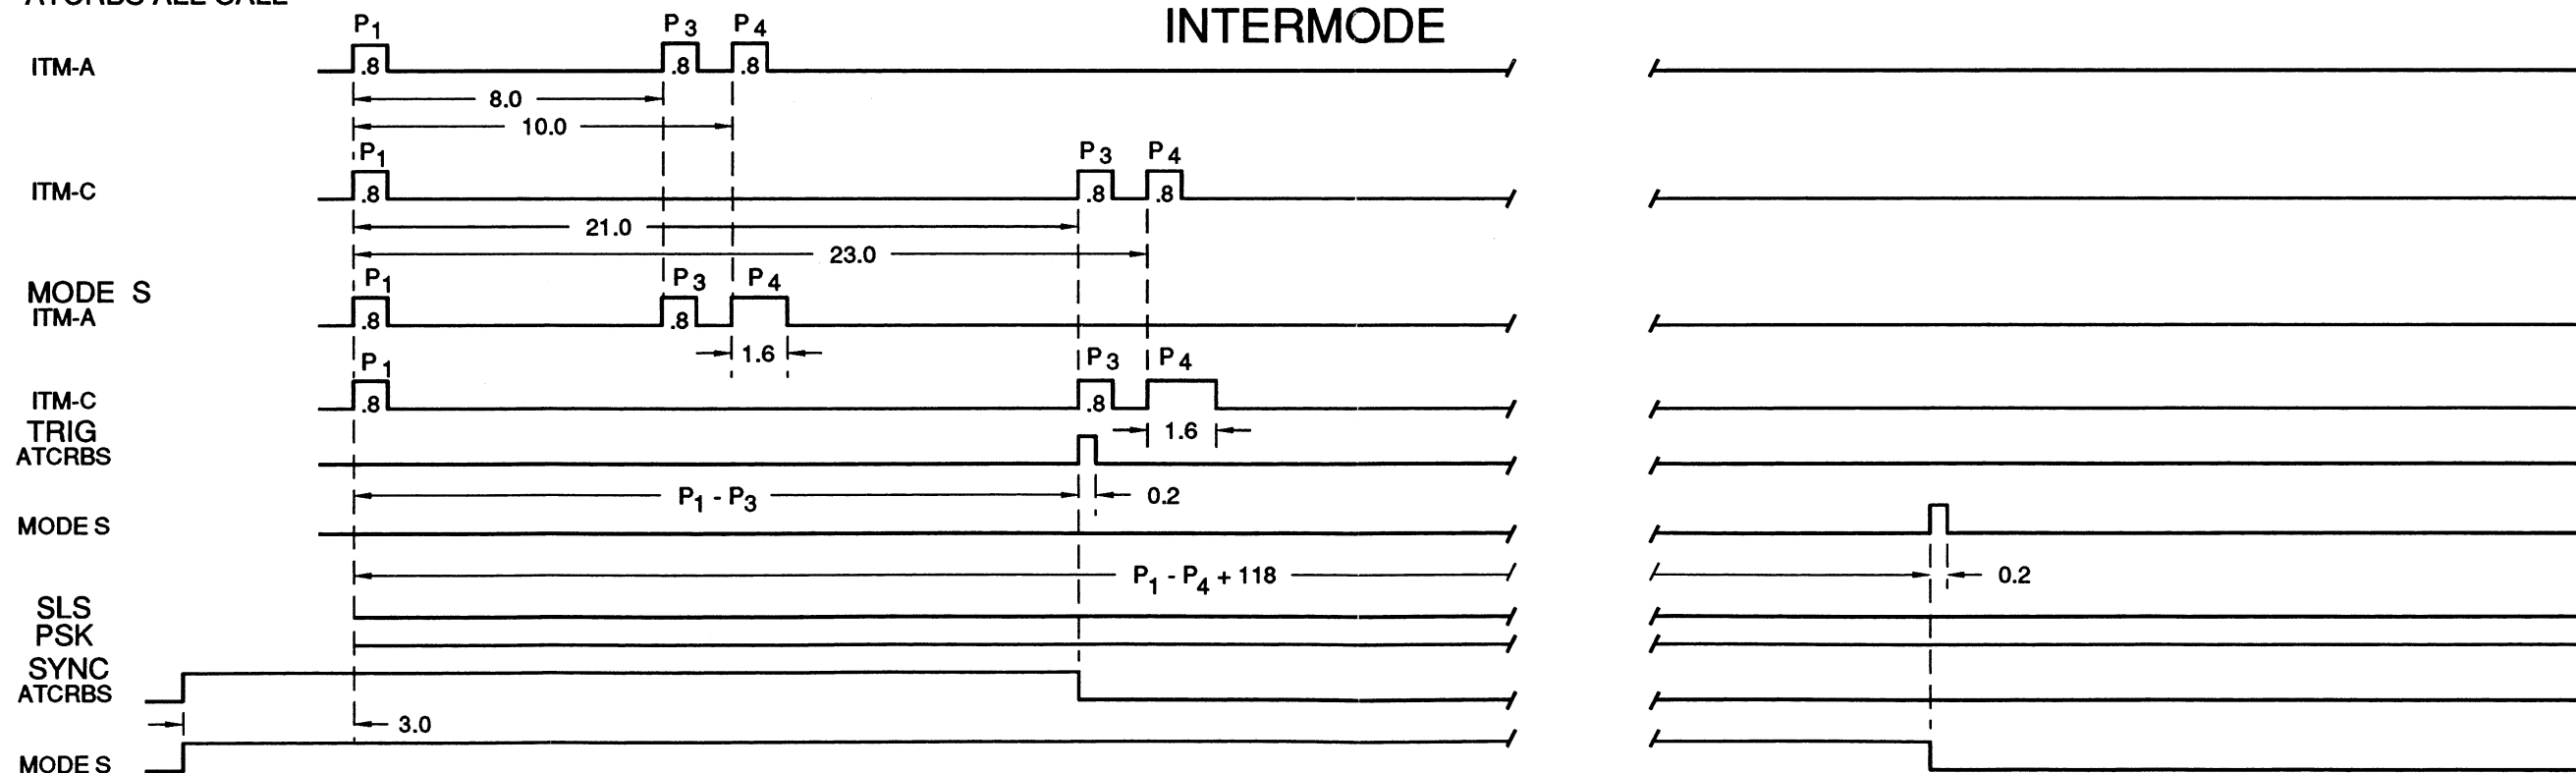 ATCRBS ALL CALL
INTERMODE
P1 P3 P4
ITM-A .8 .8 .8
8.0
10.0
P1 P3 P4
ITM-C .8 .8 .8
21.0
23.0
P1 P3 P4
MODE S
ITM-A .8 .8
1.6
P1 P3 P4
ITM-C .8 .8
TRIG 1.6
ATCRBS
P1 - P3 0.2
MODE S
P1 - P4 + 118 0.2
SLS
PSK
SYNC
ATCRBS
3.0
MODE S